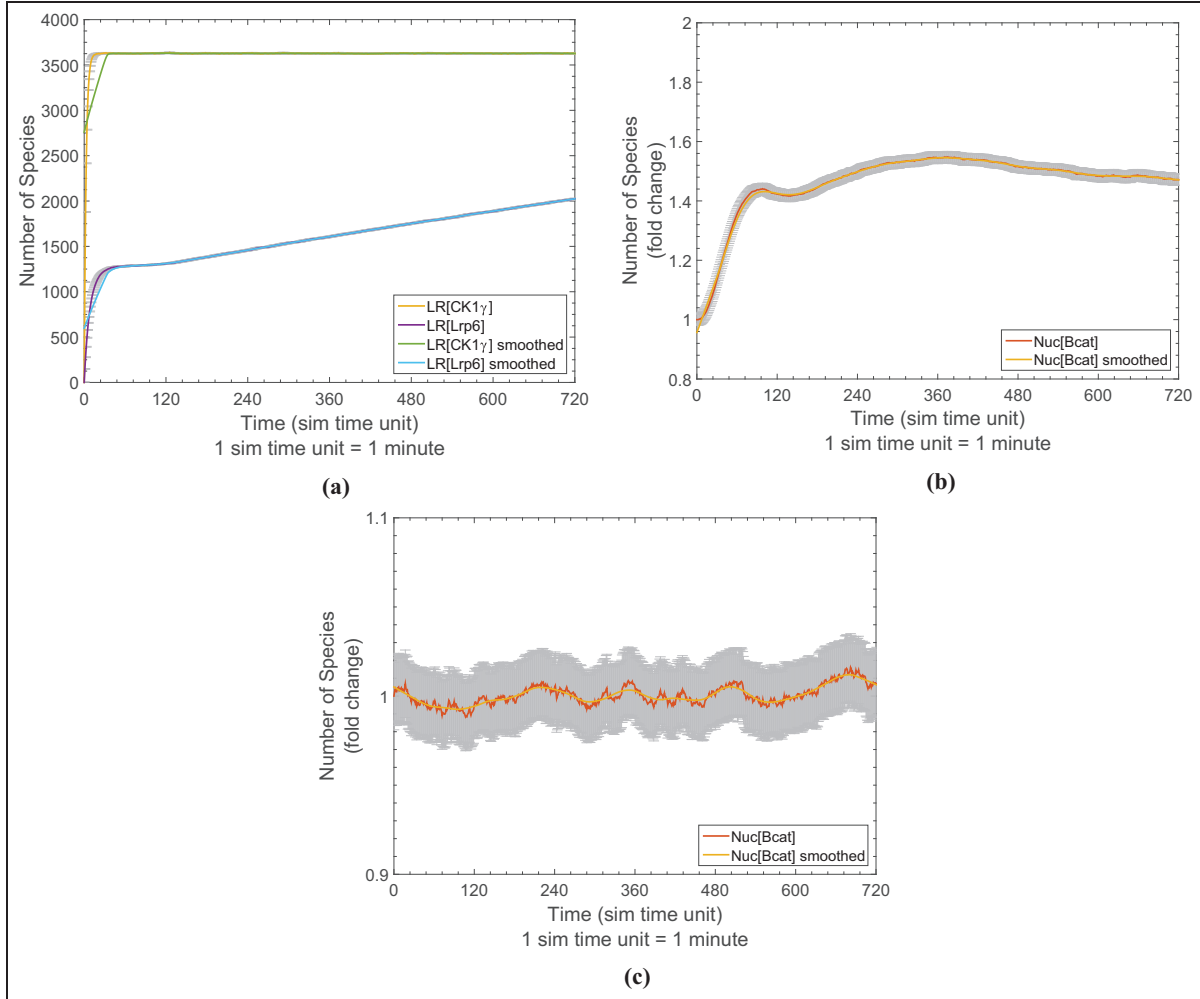 4000
3500
3000
2500
2000
1500
1000
500
0
Number of Species
LR[CK1γ]
LR[Lrp6]
LR[CK1γ] smoothed
LR[Lrp6] smoothed
0 120 240 360 480 600 720
Time (sim time unit)
1 sim time unit = 1 minute
(a)
2
1.8
1.6
1.4
1.2
1
0.8
Number of Species
(fold change)
Nuc[Bcat]
Nuc[Bcat] smoothed
0 120 240 360 480 600 720
Time (sim time unit)
1 sim time unit = 1 minute
(b)
1.1
1
0.9
Number of Species
(fold change)
Nuc[Bcat]
Nuc[Bcat] smoothed
0 120 240 360 480 600 720
Time (sim time unit)
1 sim time unit = 1 minute
(c)